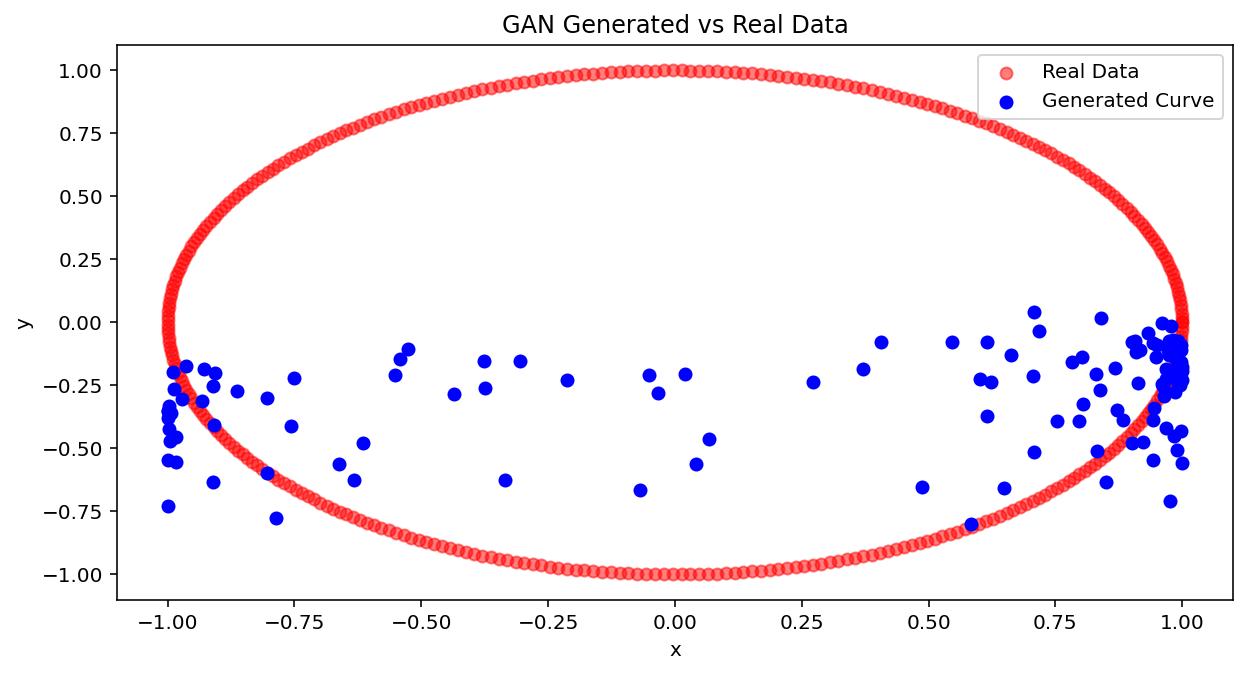 GAN Generated vs Real Data
Real Data
Generated Curve
1.00
0.75
0.50
0.25
0.00
−0.25
−0.50
−0.75
−1.00
y
−1.00 −0.75 −0.50 −0.25 0.00 0.25 0.50 0.75 1.00
x